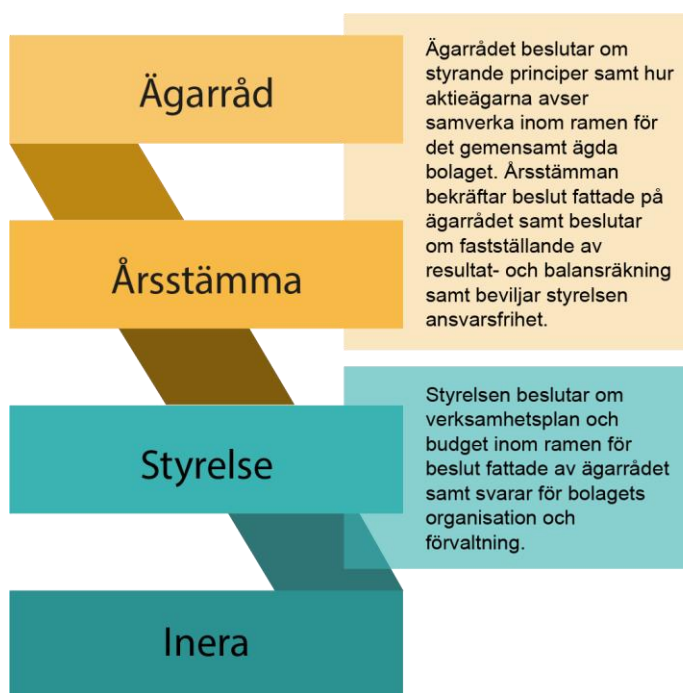 Ägarråd
Ägarrådet beslutar om
styrande principer samt hur
aktieägarna avser
samverka inom ramen för
det gemensamt ägda
bolaget. Årsstämman
bekräftar beslut fattade på
ägarrådet samt beslutar
om fastställande av
resultat- och balansräkning
samt beviljar styrelsen
ansvarsfrihet.
Årsstämma
Styrelse
Styrelsen beslutar om
verksamhetsplan och
budget inom ramen för
beslut fattade av ägarrådet
samt svarar för bolagets
organisation och
förvaltning.
Inera